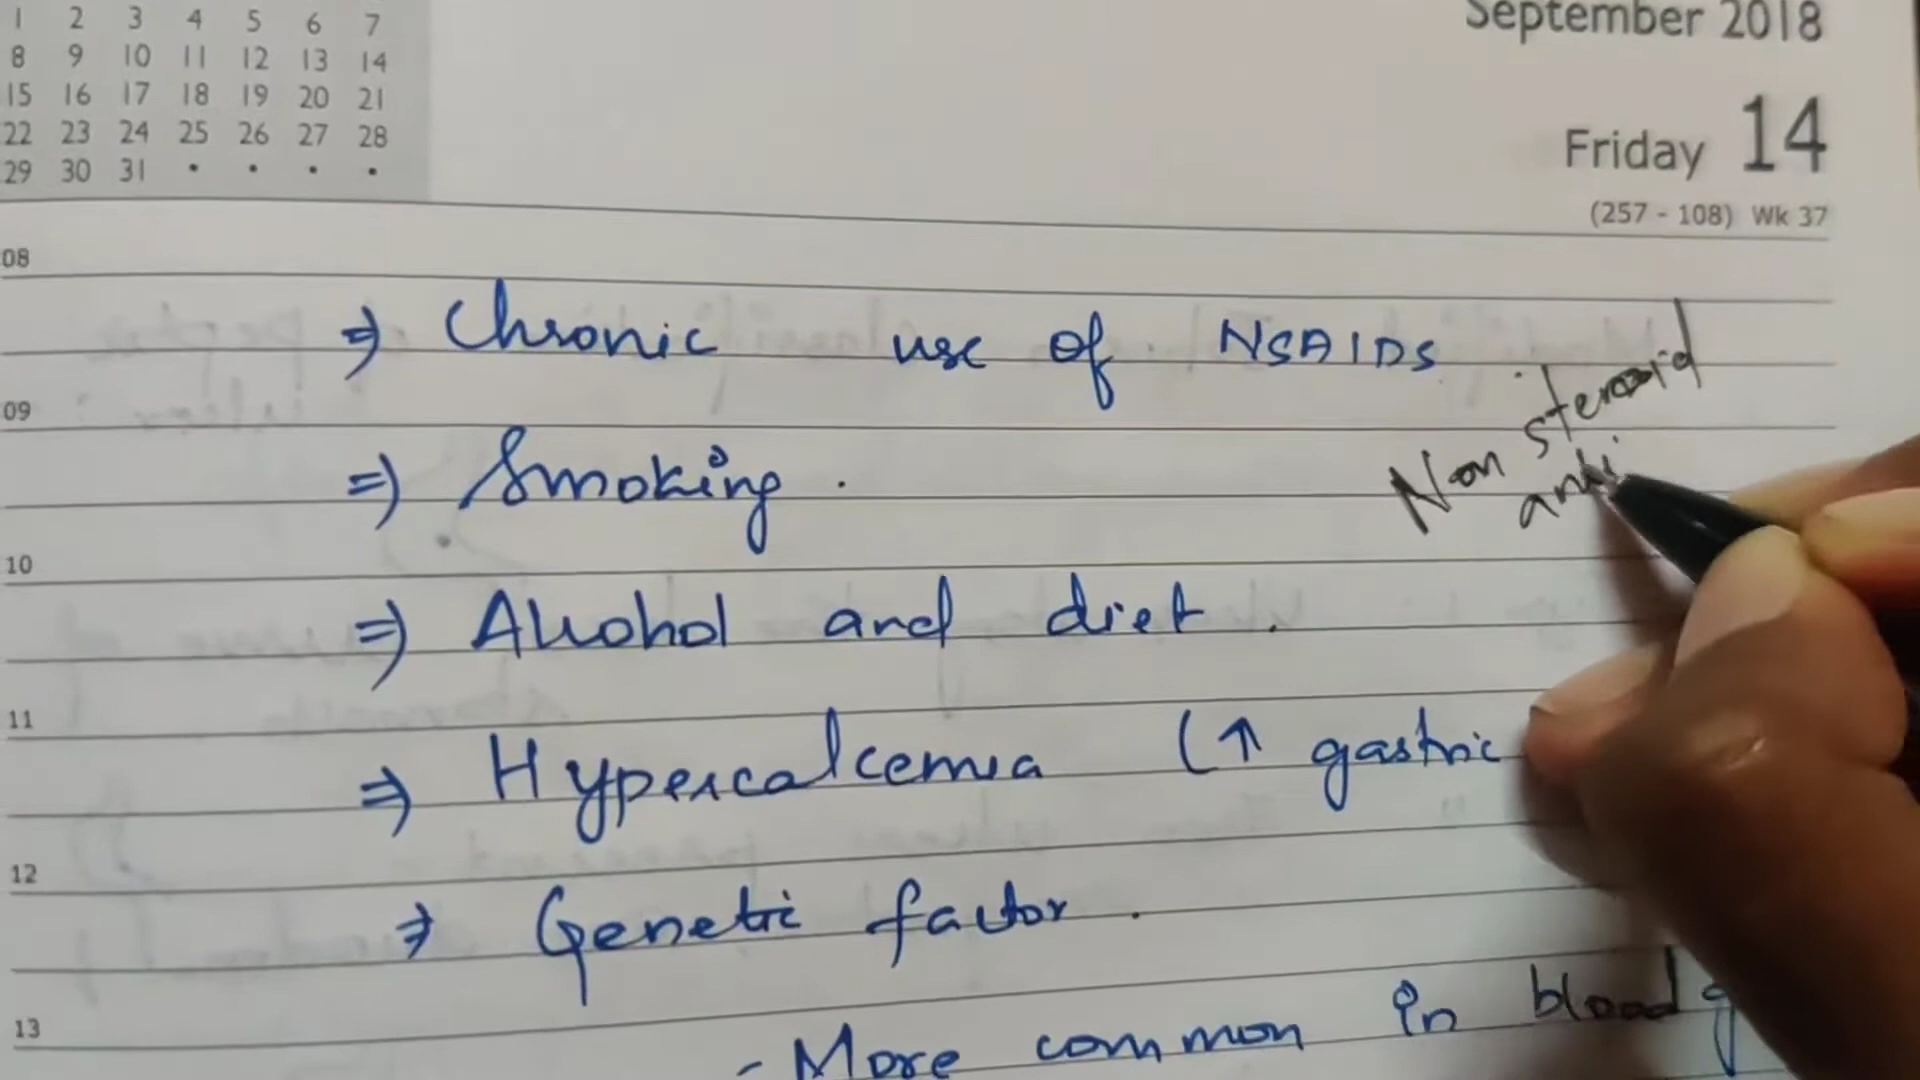 1 2 3 4 5 6 7
8 9 10 11 12 13 14
15 16 17 18 19 20 21
22 23 24 25 26 27 28
29 30 31 • • • •
September 2018
Friday 14
(257 - 108) Wk 37
08
⇒ Chronic use of NSAIDs
Non steroid
anti
09
⇒ Smoking .
10
⇒ Alcohol and diet .
11
⇒ Hypercalcemia (↑ gastric
12
⇒ Genetic factor .
13
- More common in blood g